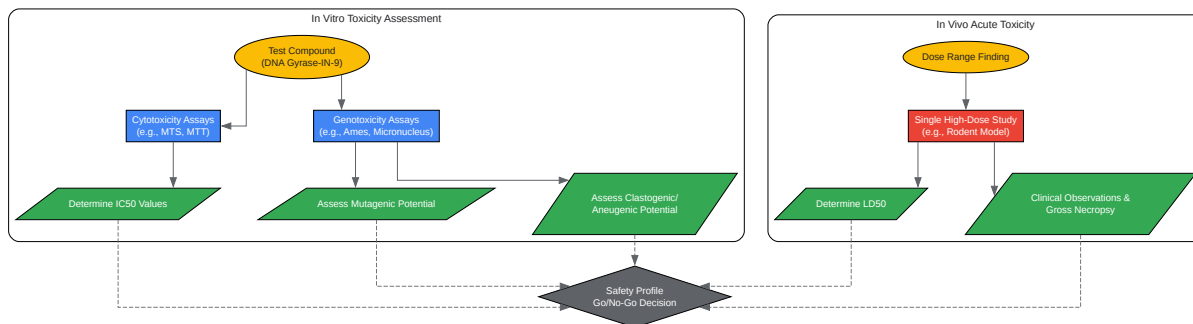 In Vitro Toxicity Assessment
In Vivo Acute Toxicity
Test Compound
(DNA Gyrase-IN-9)
Dose Range Finding
Cytotoxicity Assays
(e.g., MTS, MTT)
Genotoxicity Assays
(e.g., Ames, Micronucleus)
Single High-Dose Study
(e.g., Rodent Model)
Determine IC50 Values
Assess Mutagenic Potential
Assess Clastogenic/
Aneugenic Potential
Determine LD50
Clinical Observations &
Gross Necropsy
Safety Profile
Go/No-Go Decision